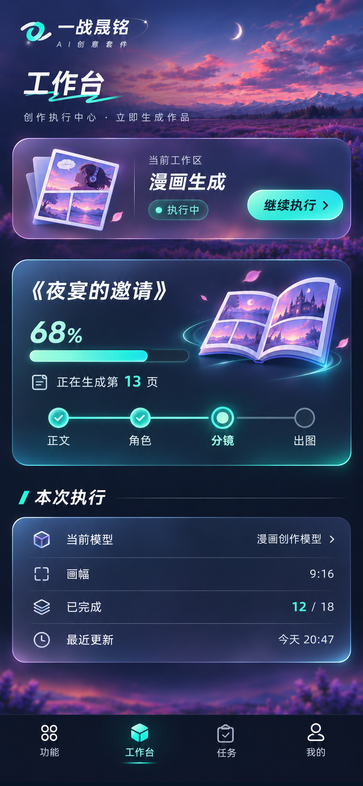 一战晟铭
AI创意套件
工作台
创作执行中心 · 立即生成作品
当前工作区
漫画生成
执行中
继续执行
《夜宴的邀请》
68%
正在生成第 13 页
正文
角色
分镜
出图
本次执行
当前模型
漫画创作模型
画幅
9:16
已完成
12 / 18
最近更新
今天 20:47
功能
工作台
任务
我的